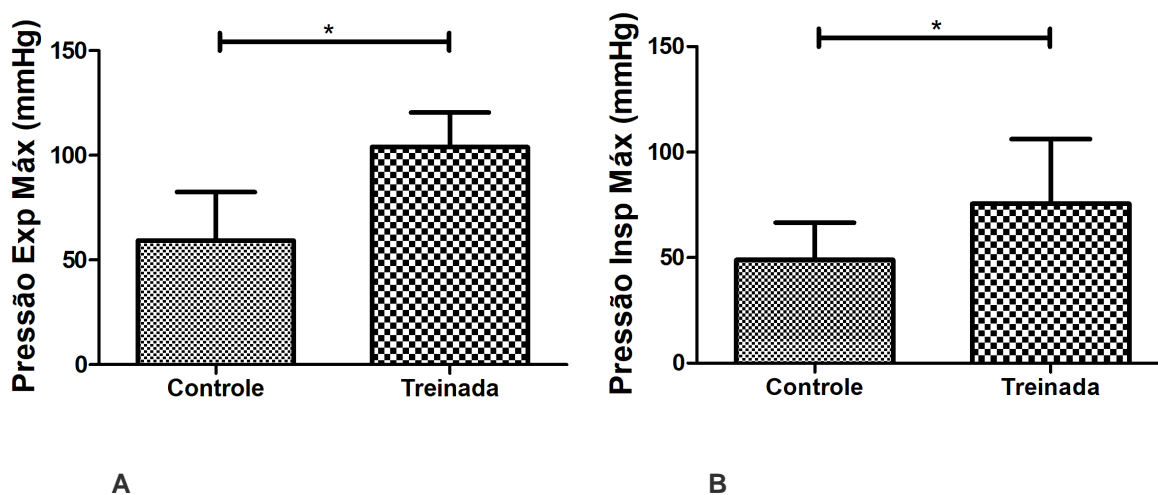 *
150
100
50
0
Pressão Exp Máx (mmHg)
Controle
Treinada
A
*
150
100
50
0
Pressão Insp Máx (mmHg)
Controle
Treinada
B